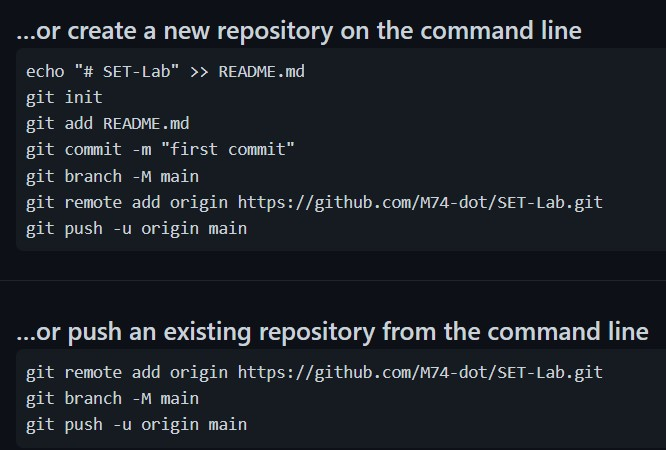 ...or create a new repository on the command line
echo "# SET-Lab" >> README.md
git init
git add README.md
git commit -m "first commit"
git branch -M main
git remote add origin https://github.com/M74-dot/SET-Lab.git
git push -u origin main
...or push an existing repository from the command line
git remote add origin https://github.com/M74-dot/SET-Lab.git
git branch -M main
git push -u origin main